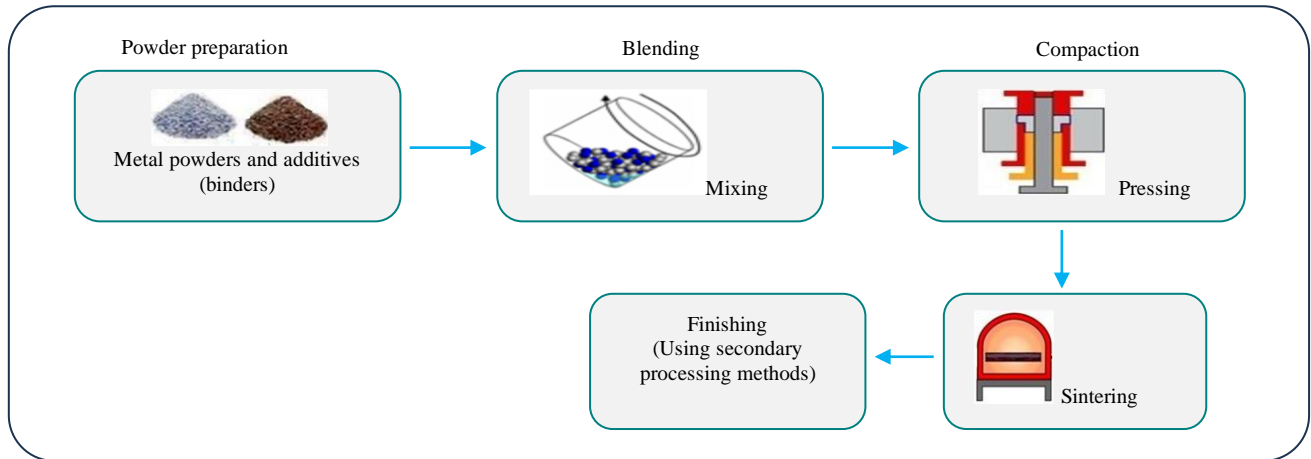 Powder preparation
Metal powders and additives
(binders)
Blending
Mixing
Compaction
Pressing
Sintering
Finishing
(Using secondary
processing methods)